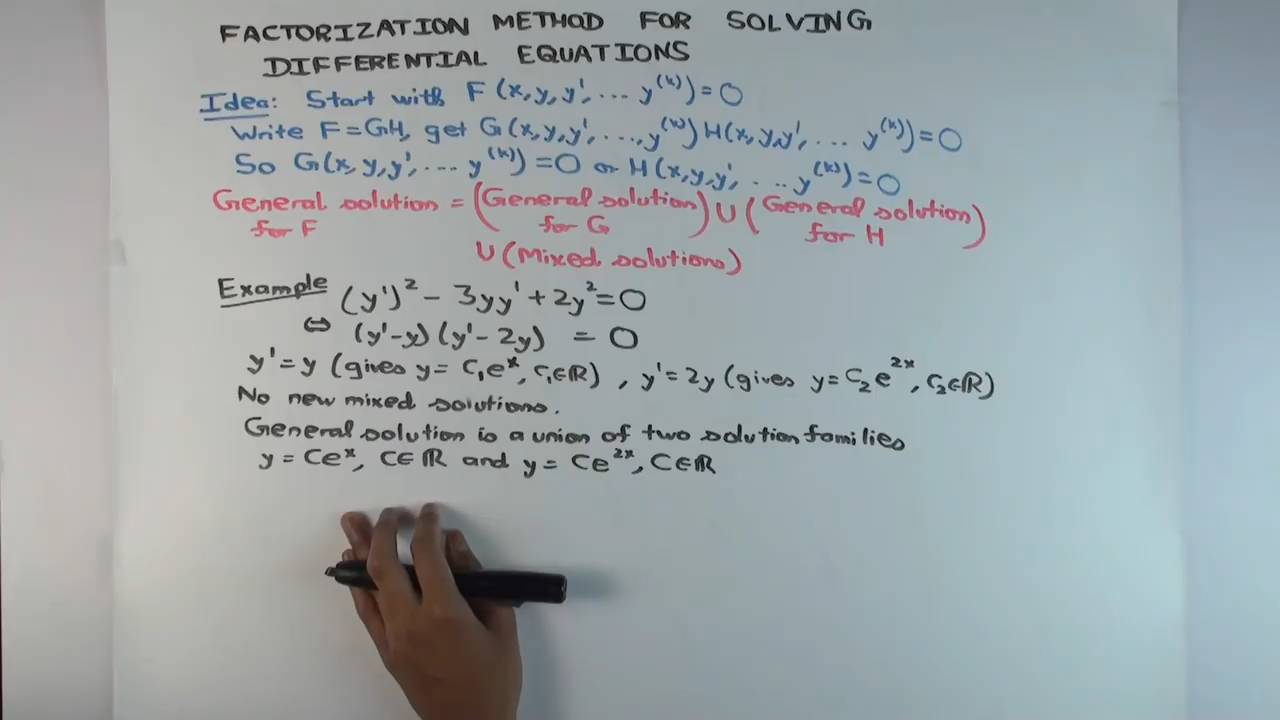 FACTORIZATION METHOD FOR SOLVING
DIFFERENTIAL EQUATIONS
Idea: Start with F(x,y,y',...y^(k))=0
Write F=GH, get G(x,y,y',...,y^(k))H(x,y,y',...y^(k))=0
So G(x,y,y',...y^(k))=0 or H(x,y,y',...y^(k))=0
General solution = (General solution) ∪ (General solution)
for F for G for H
∪ (Mixed solutions)
Example (y')² - 3yy' + 2y² = 0
⇔ (y'-y)(y'-2y) = 0
y'=y (gives y= C₁e^x, C₁∈ℝ), y'=2y (gives y=C₂e^2x, C₂∈ℝ)
No new mixed solutions.
General solution is a union of two solution families
y = Ce^x, C∈ℝ and y = Ce^2x, C∈ℝ